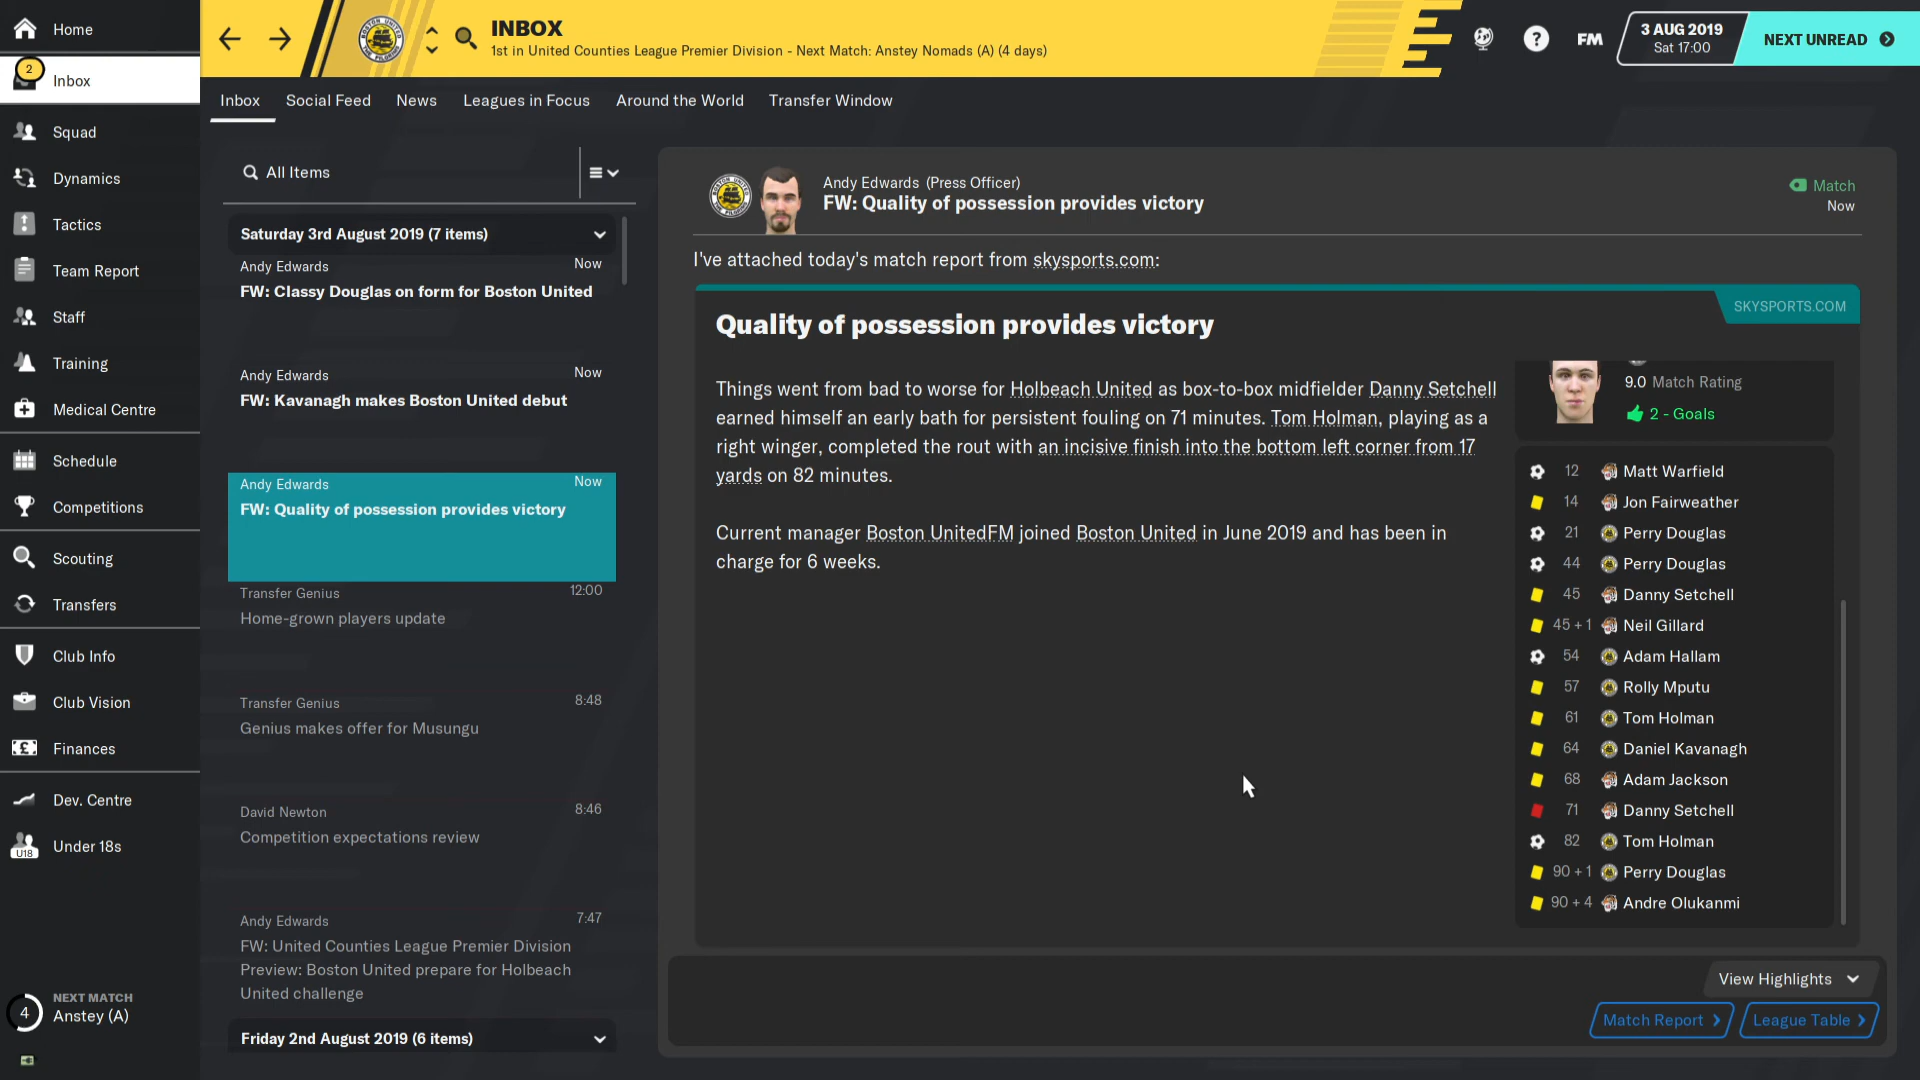 Home
2
Inbox
Squad
Dynamics
Tactics
Team Report
Staff
Training
Medical Centre
Schedule
Competitions
Scouting
Transfers
Club Info
Club Vision
Finances
Dev. Centre
U18
Under 18s
4
NEXT MATCH
Anstey (A)
INBOX
1st in United Counties League Premier Division - Next Match: Anstey Nomads (A) (4 days)
?
FM
3 AUG 2019
Sat 17:00
NEXT UNREAD
Inbox
Social Feed
News
Leagues in Focus
Around the World
Transfer Window
All Items
Saturday 3rd August 2019 (7 items)
Andy Edwards
Now
FW: Classy Douglas on form for Boston United
Andy Edwards
Now
FW: Kavanagh makes Boston United debut
Andy Edwards
Now
FW: Quality of possession provides victory
Transfer Genius
12:00
Home-grown players update
Transfer Genius
8:48
Genius makes offer for Musungu
David Newton
8:46
Competition expectations review
Andy Edwards
7:47
FW: United Counties League Premier Division
Preview: Boston United prepare for Holbeach
United challenge
Friday 2nd August 2019 (6 items)
Andy Edwards (Press Officer)
FW: Quality of possession provides victory
Match
Now
I've attached today's match report from skysports.com:
SKYSPORTS.COM
Quality of possession provides victory
Things went from bad to worse for Holbeach United as box-to-box midfielder Danny Setchell
earned himself an early bath for persistent fouling on 71 minutes. Tom Holman, playing as a
right winger, completed the rout with an incisive finish into the bottom left corner from 17
yards on 82 minutes.
Current manager Boston UnitedFM joined Boston United in June 2019 and has been in
charge for 6 weeks.
9.0 Match Rating
2 - Goals
12 Matt Warfield
14 Jon Fairweather
21 Perry Douglas
44 Perry Douglas
45 Danny Setchell
45 + 1 Neil Gillard
54 Adam Hallam
57 Rolly Mputu
61 Tom Holman
64 Daniel Kavanagh
68 Adam Jackson
71 Danny Setchell
82 Tom Holman
90 + 1 Perry Douglas
90 + 4 Andre Olukanmi
View Highlights
Match Report
League Table